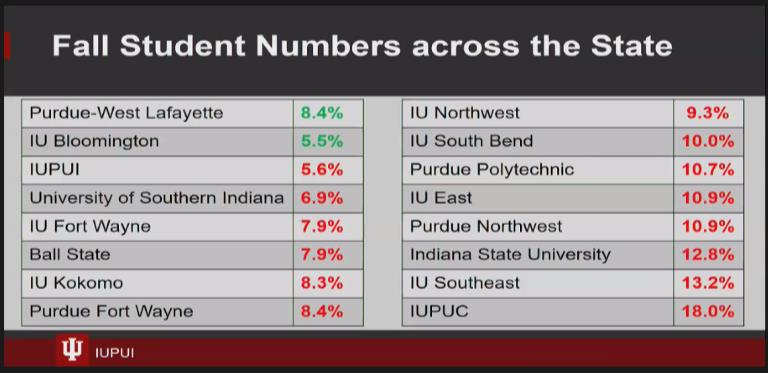 Fall Student Numbers across the State
Purdue-West Lafayette 8.4%
IU Bloomington 5.5%
IUPUI 5.6%
University of Southern Indiana 6.9%
IU Fort Wayne 7.9%
Ball State 7.9%
IU Kokomo 8.3%
Purdue Fort Wayne 8.4%
IU Northwest 9.3%
IU South Bend 10.0%
Purdue Polytechnic 10.7%
IU East 10.9%
Purdue Northwest 10.9%
Indiana State University 12.8%
IU Southeast 13.2%
IUPUC 18.0%
IUPUI